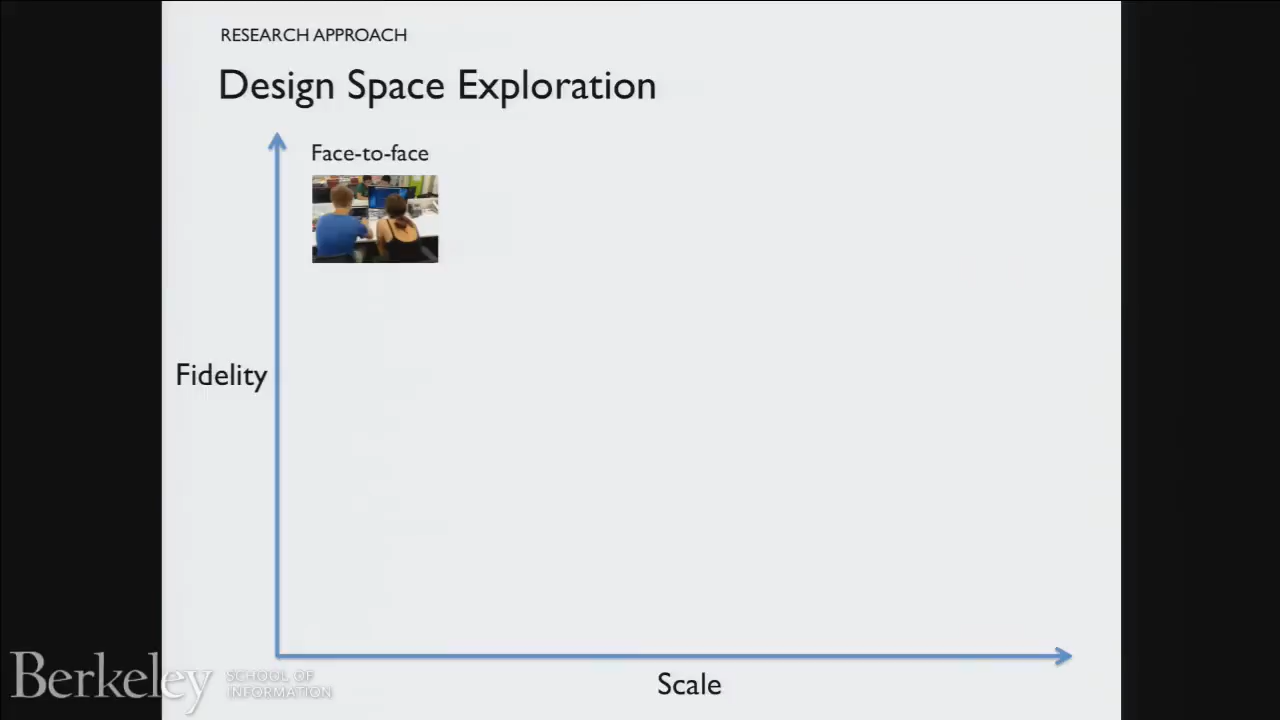 RESEARCH APPROACH
Design Space Exploration
Face-to-face
Fidelity
Scale
Berkeley
SCHOOL OF
INFORMATION